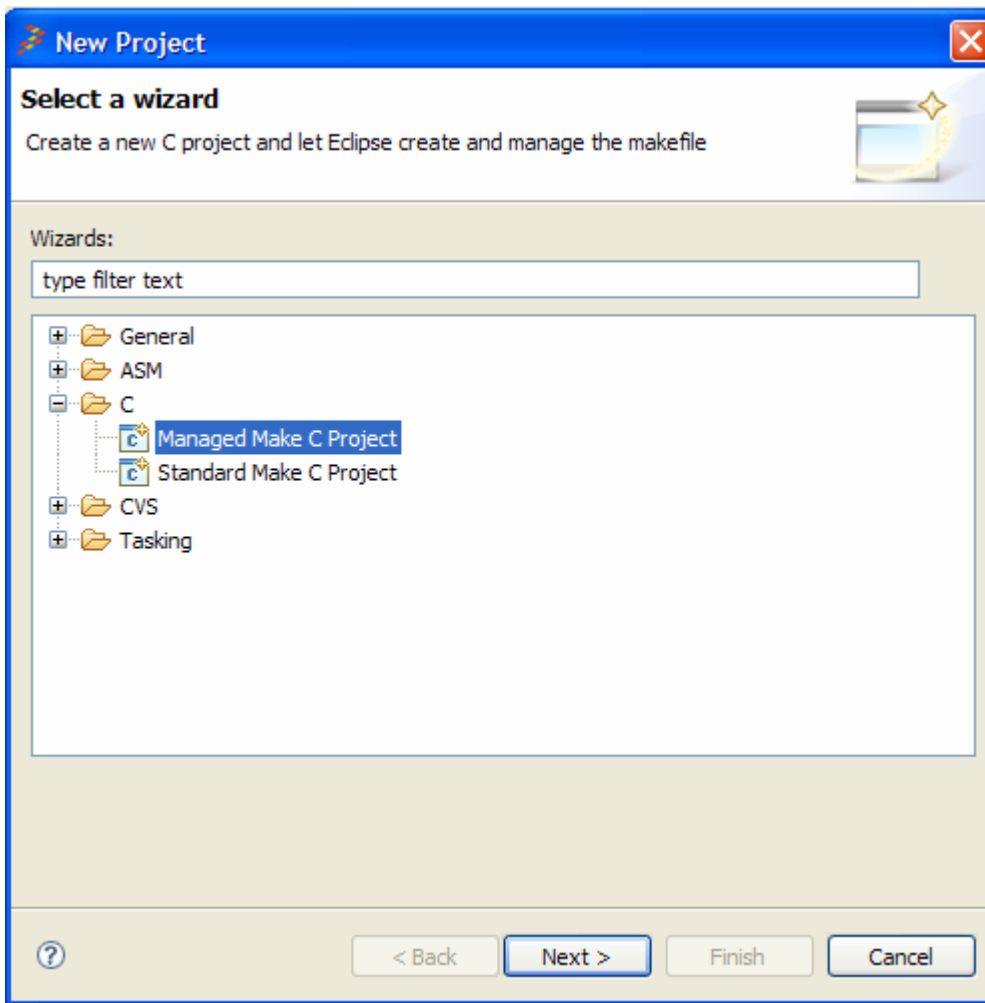 New Project
Select a wizard
Create a new C project and let Eclipse create and manage the makefile
Wizards:
type filter text
General
ASM
C
Managed Make C Project
Standard Make C Project
CVS
Tasking
< Back Next > Finish Cancel